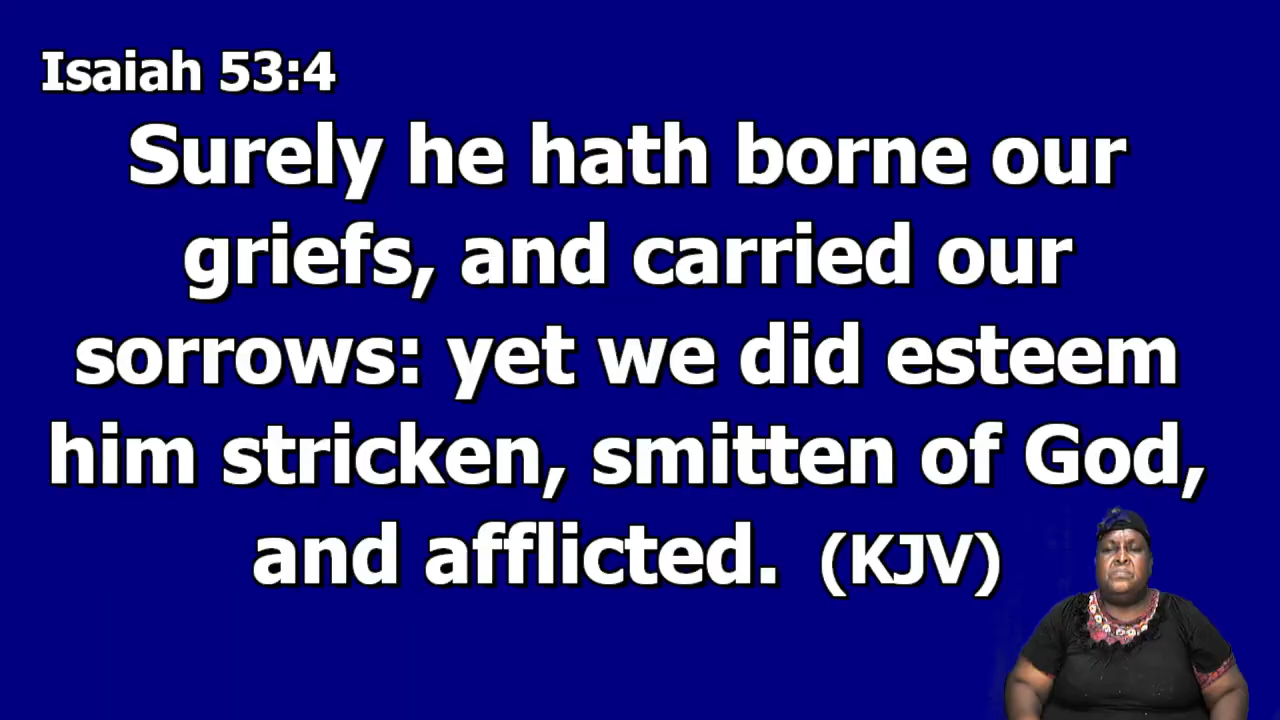 Isaiah 53:4
Surely he hath borne our
griefs, and carried our
sorrows: yet we did esteem
him stricken, smitten of God,
and afflicted. (KJV)